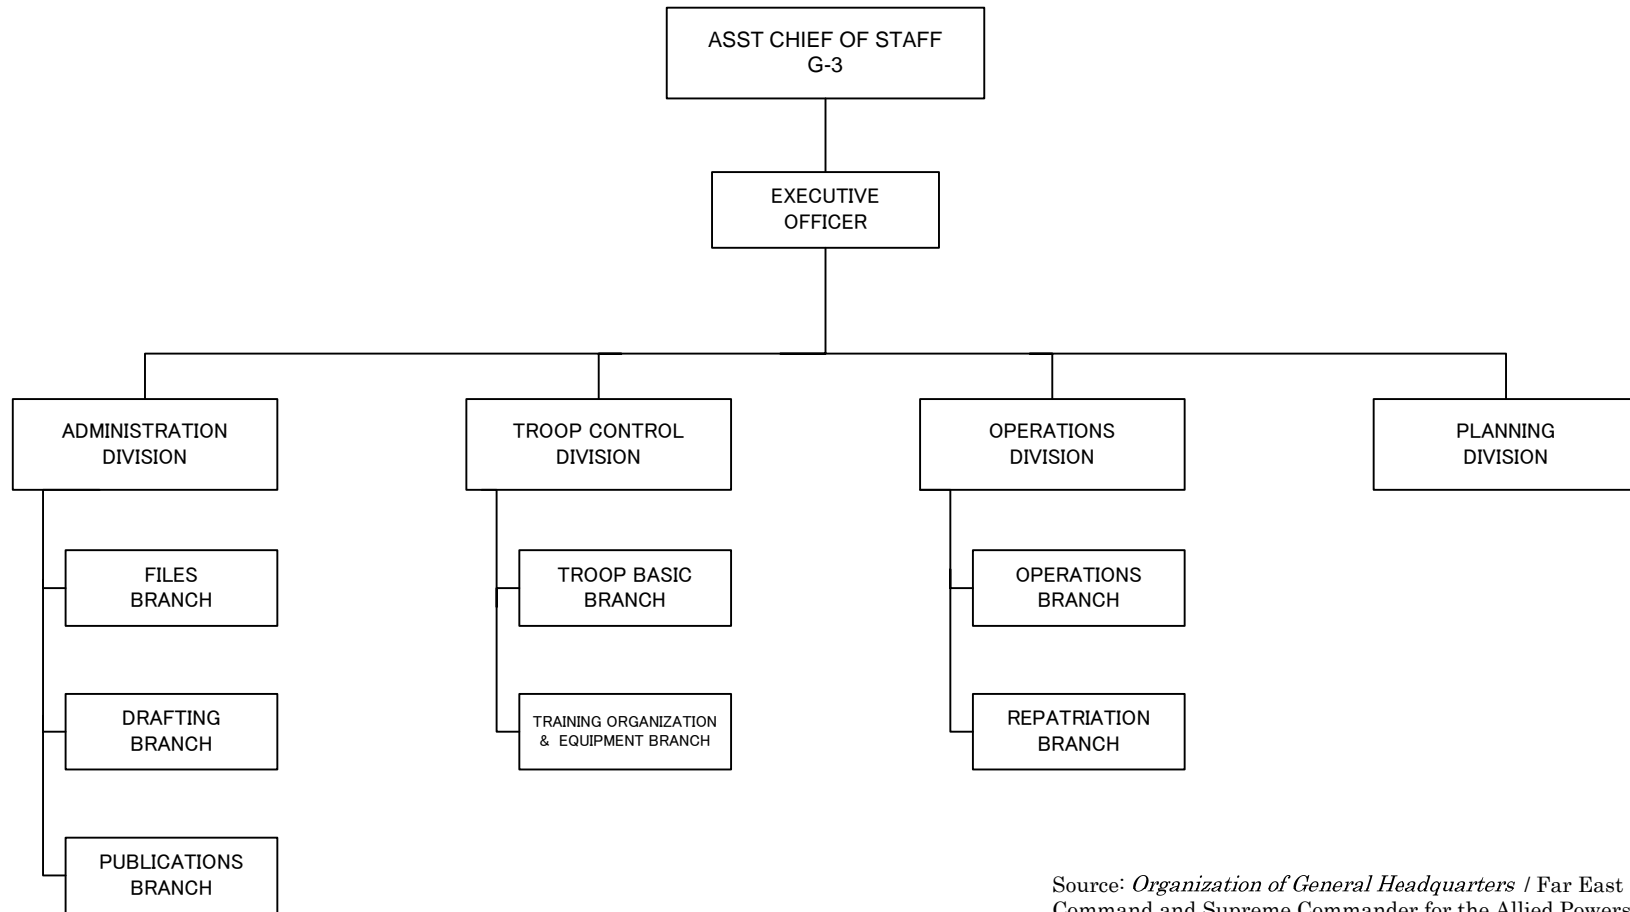 ASST CHIEF OF STAFF
G-3
EXECUTIVE
OFFICER
ADMINISTRATION
DIVISION
TROOP CONTROL
DIVISION
OPERATIONS
DIVISION
PLANNING
DIVISION
FILES
BRANCH
TROOP BASIC
BRANCH
OPERATIONS
BRANCH
DRAFTING
BRANCH
TRAINING ORGANIZATION
& EQUIPMENT BRANCH
REPATRIATION
BRANCH
PUBLICATIONS
BRANCH
Source: Organization of General Headquarters / Far East
Command and Supreme Commander for the Allied Powers